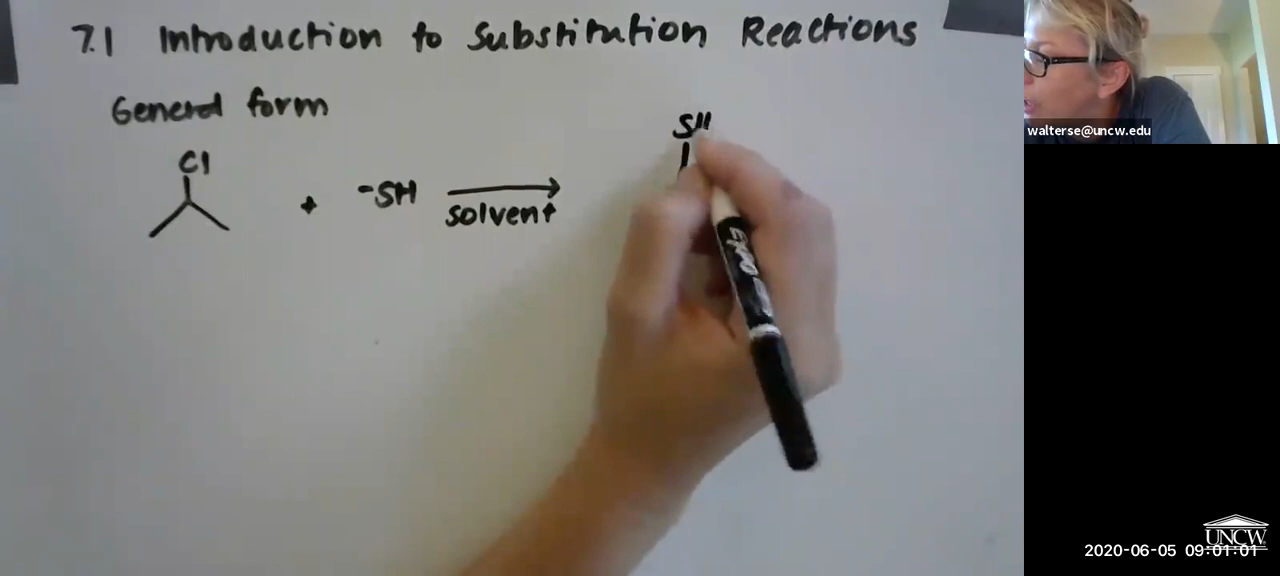 7.1 Introduction to Substitution Reactions
General form
Cl
+ -SH
solvent
SH
EXPO
walterse@uncw.edu
UNCW
2020-06-05 09:01:01